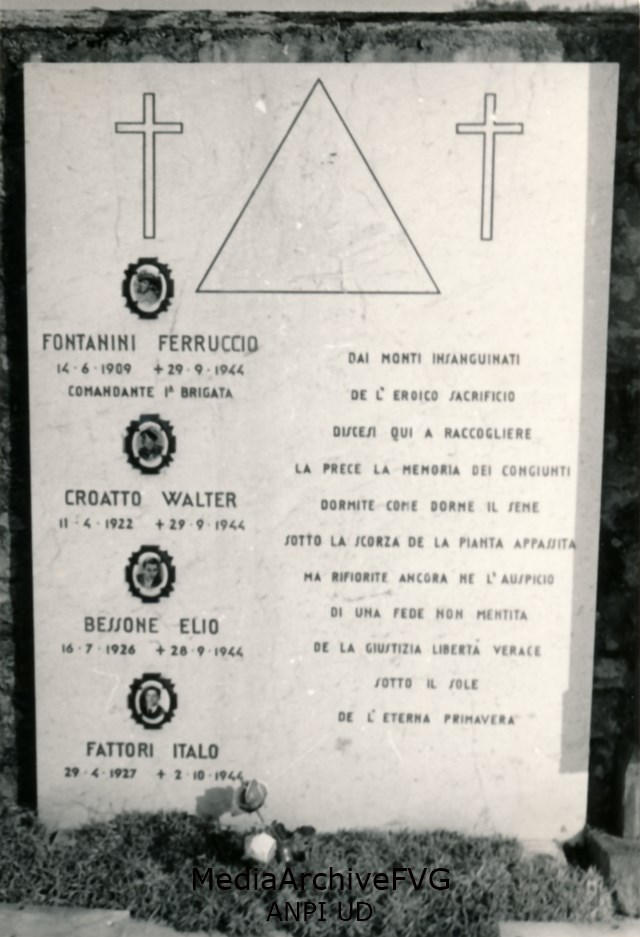 FONTANINI FERRUCCIO
14·6·1909 +29·9·1944
COMANDANTE 1ª BRIGATA
CROATTO WALTER
11·4·1922 +29·9·1944
BESSONE ELIO
16·7·1926 +28·9·1944
FATTORI ITALO
29·4·1927 +2·10·1944
DAI MONTI INSANGUINATI
DE L' EROICO SACRIFICIO
DISCESI QUI A RACCOGLIERE
LA PRECE LA MEMORIA DEI CONGIUNTI
DORMITE COME DORME IL SEME
SOTTO LA SCORZA DE LA PIANTA APPASSITA
MA RIFIORITE ANCORA NE L'AUSPICIO
DI UNA FEDE NON MENTITA
DE LA GIUSTIZIA LIBERTÀ VERACE
SOTTO IL SOLE
DE L'ETERNA PRIMAVERA
MediaArchiveFVG
ANPI UD